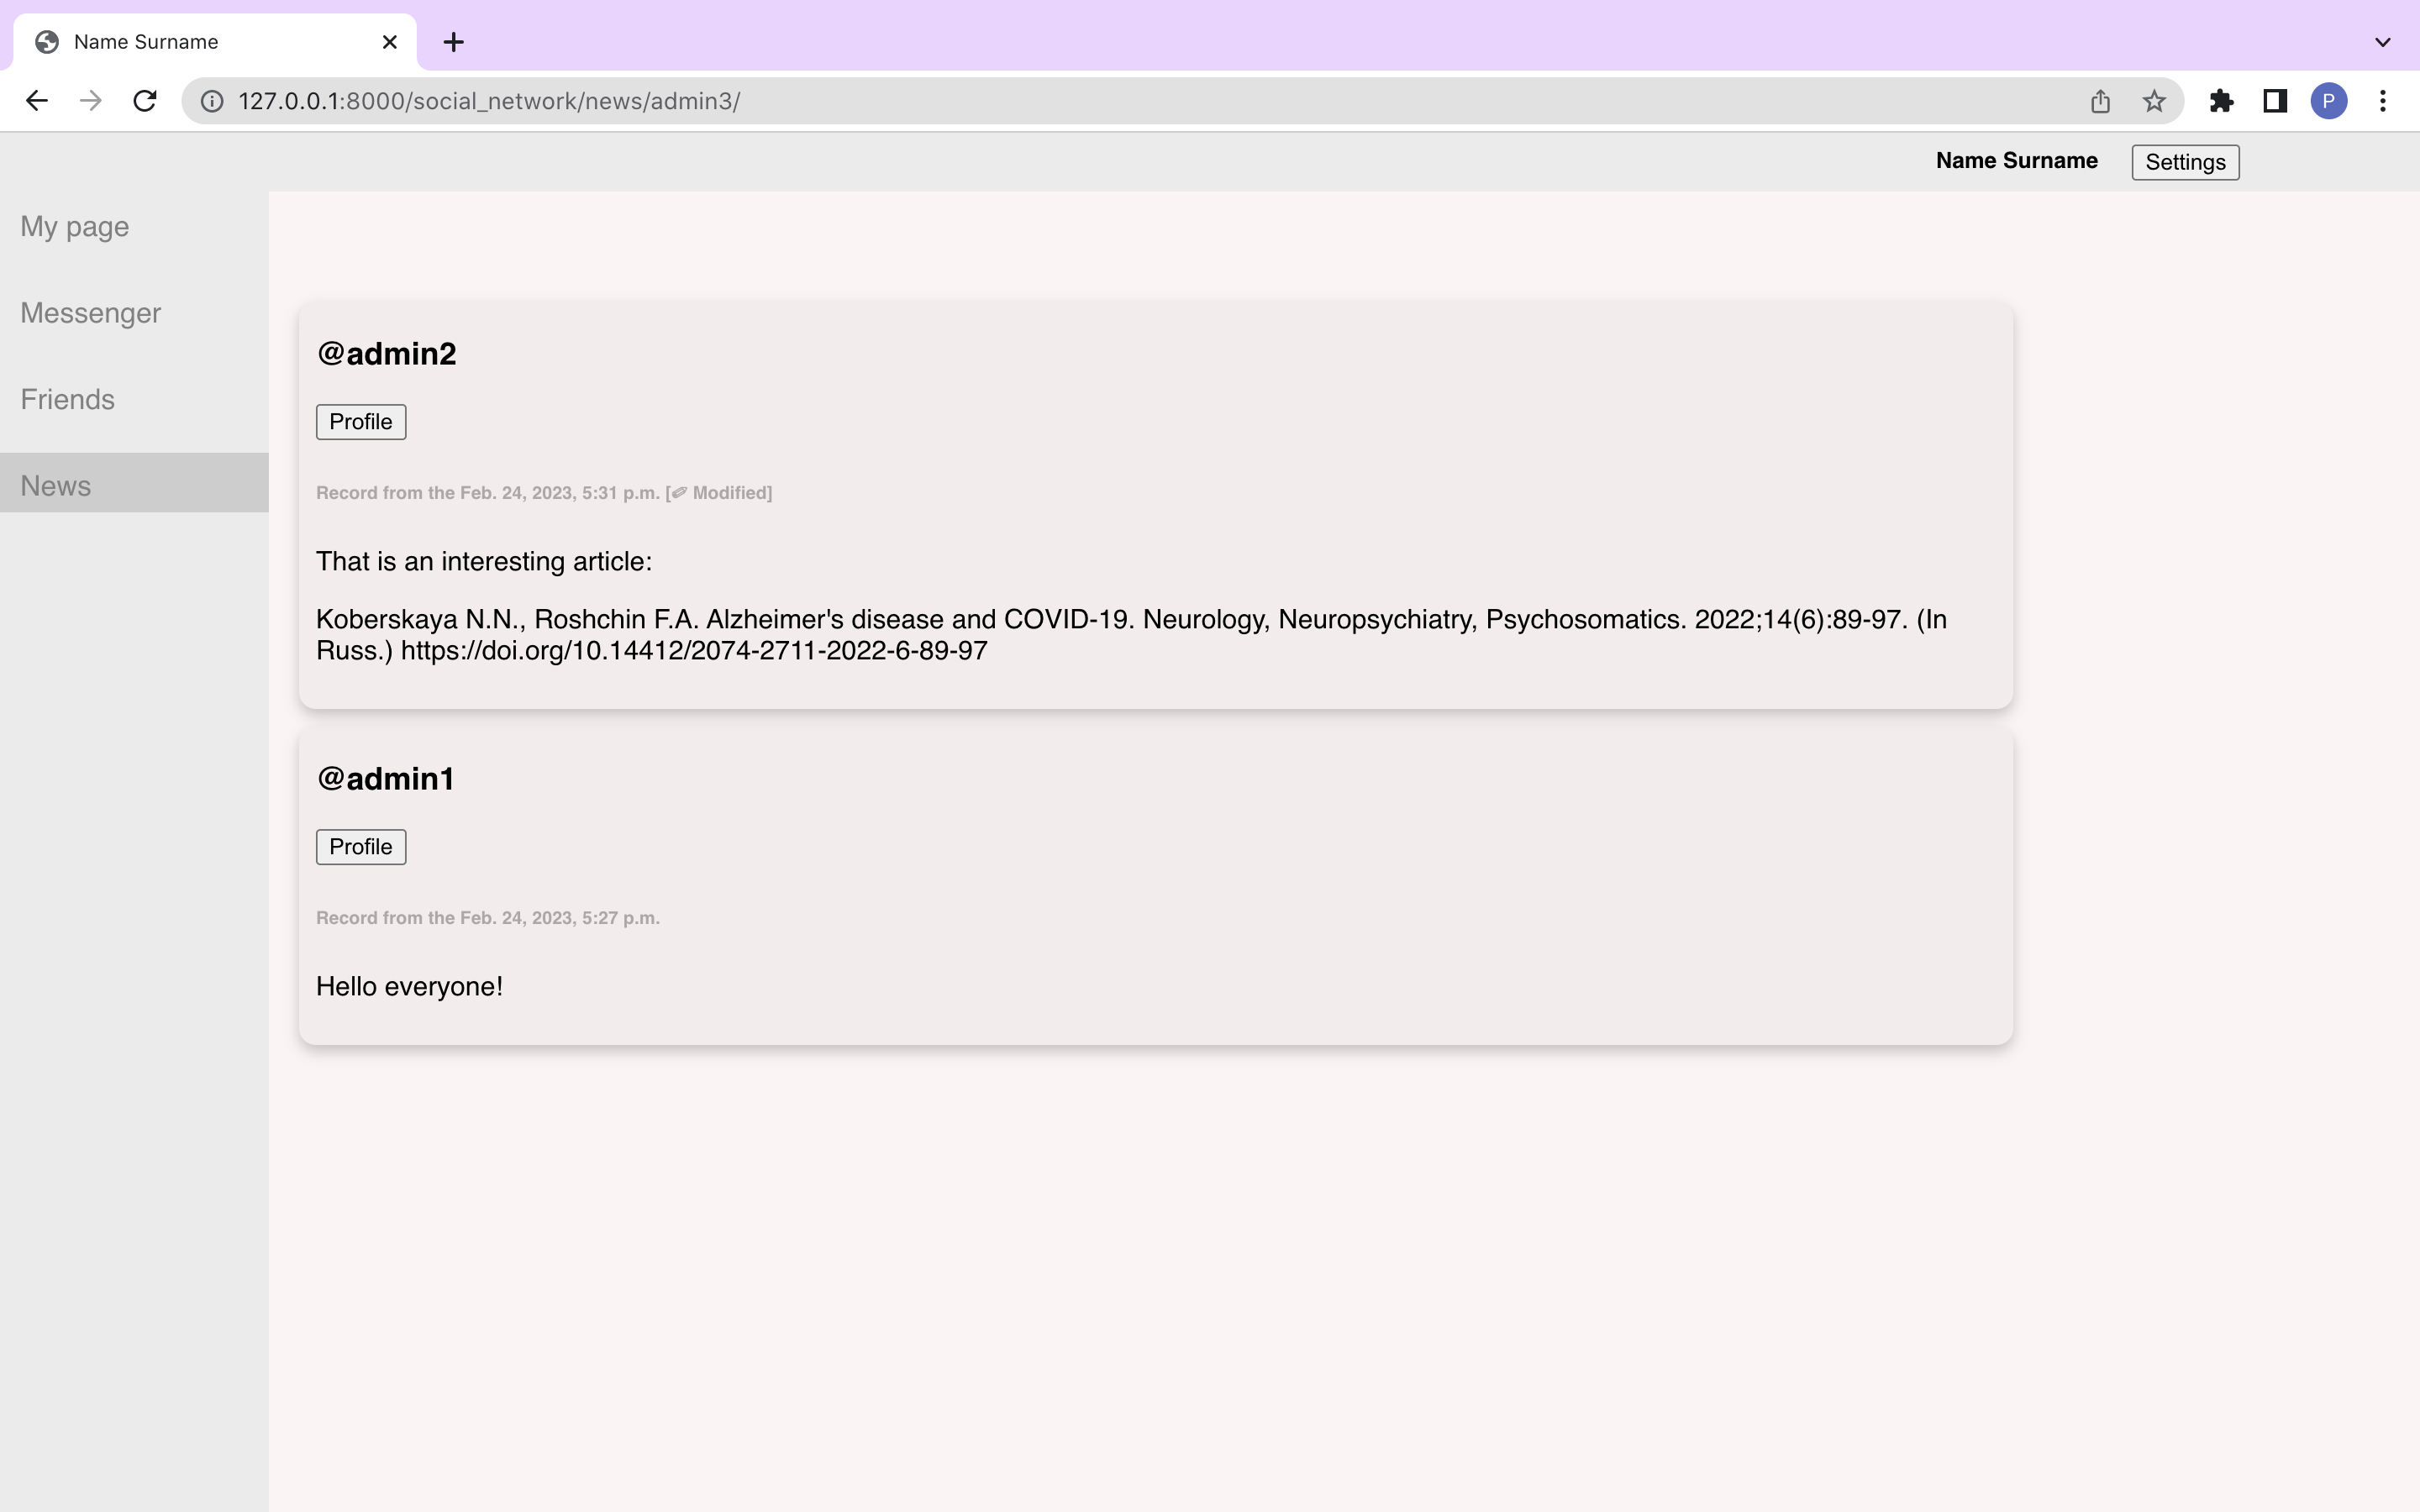 Name Surname
127.0.0.1:8000/social_network/news/admin3/
P
Name Surname
Settings
My page
Messenger
Friends
News
@admin2
Profile
Record from the Feb. 24, 2023, 5:31 p.m. [✐ Modified]
That is an interesting article:
Koberskaya N.N., Roshchin F.A. Alzheimer's disease and COVID-19. Neurology, Neuropsychiatry, Psychosomatics. 2022;14(6):89-97. (In
Russ.) https://doi.org/10.14412/2074-2711-2022-6-89-97
@admin1
Profile
Record from the Feb. 24, 2023, 5:27 p.m.
Hello everyone!